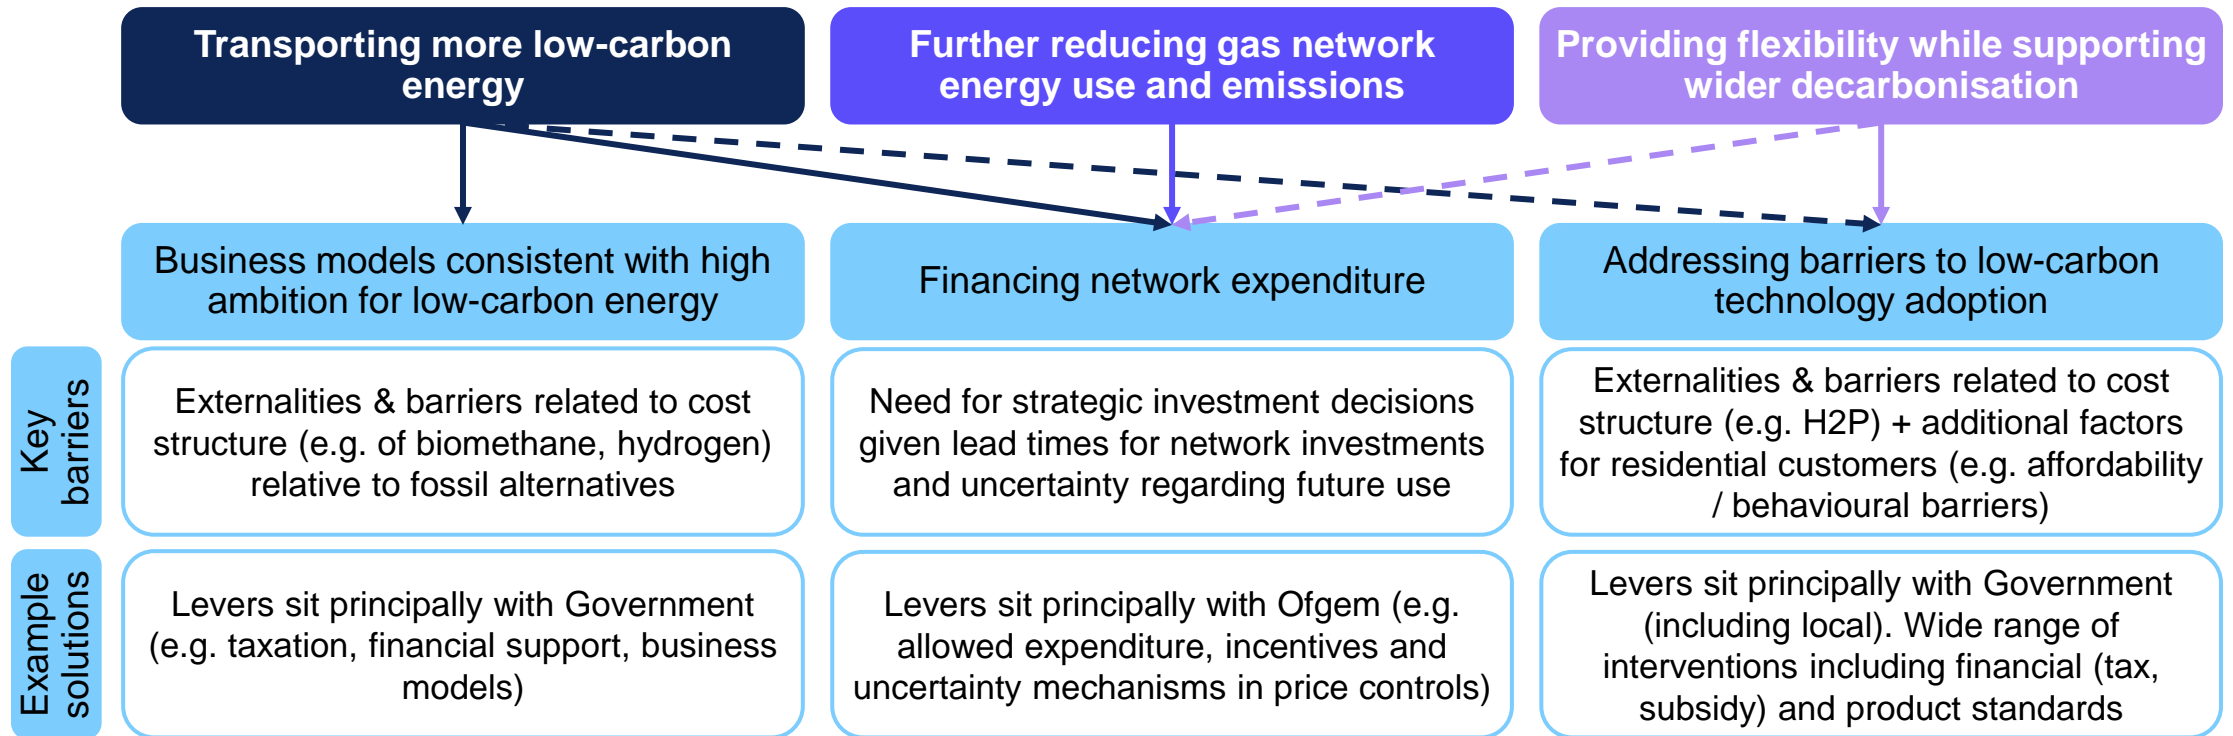 Transporting more low-carbon
energy
Further reducing gas network
energy use and emissions
Providing flexibility while supporting
wider decarbonisation
Business models consistent with high
ambition for low-carbon energy
Financing network expenditure
Addressing barriers to low-carbon
technology adoption
Key
barriers
Externalities & barriers related to cost
structure (e.g. of biomethane, hydrogen)
relative to fossil alternatives
Need for strategic investment decisions
given lead times for network investments
and uncertainty regarding future use
Externalities & barriers related to cost
structure (e.g. H2P) + additional factors
for residential customers (e.g. affordability
/ behavioural barriers)
Example
solutions
Levers sit principally with Government
(e.g. taxation, financial support, business
models)
Levers sit principally with Ofgem (e.g.
allowed expenditure, incentives and
uncertainty mechanisms in price controls)
Levers sit principally with Government
(including local). Wide range of
interventions including financial (tax,
subsidy) and product standards